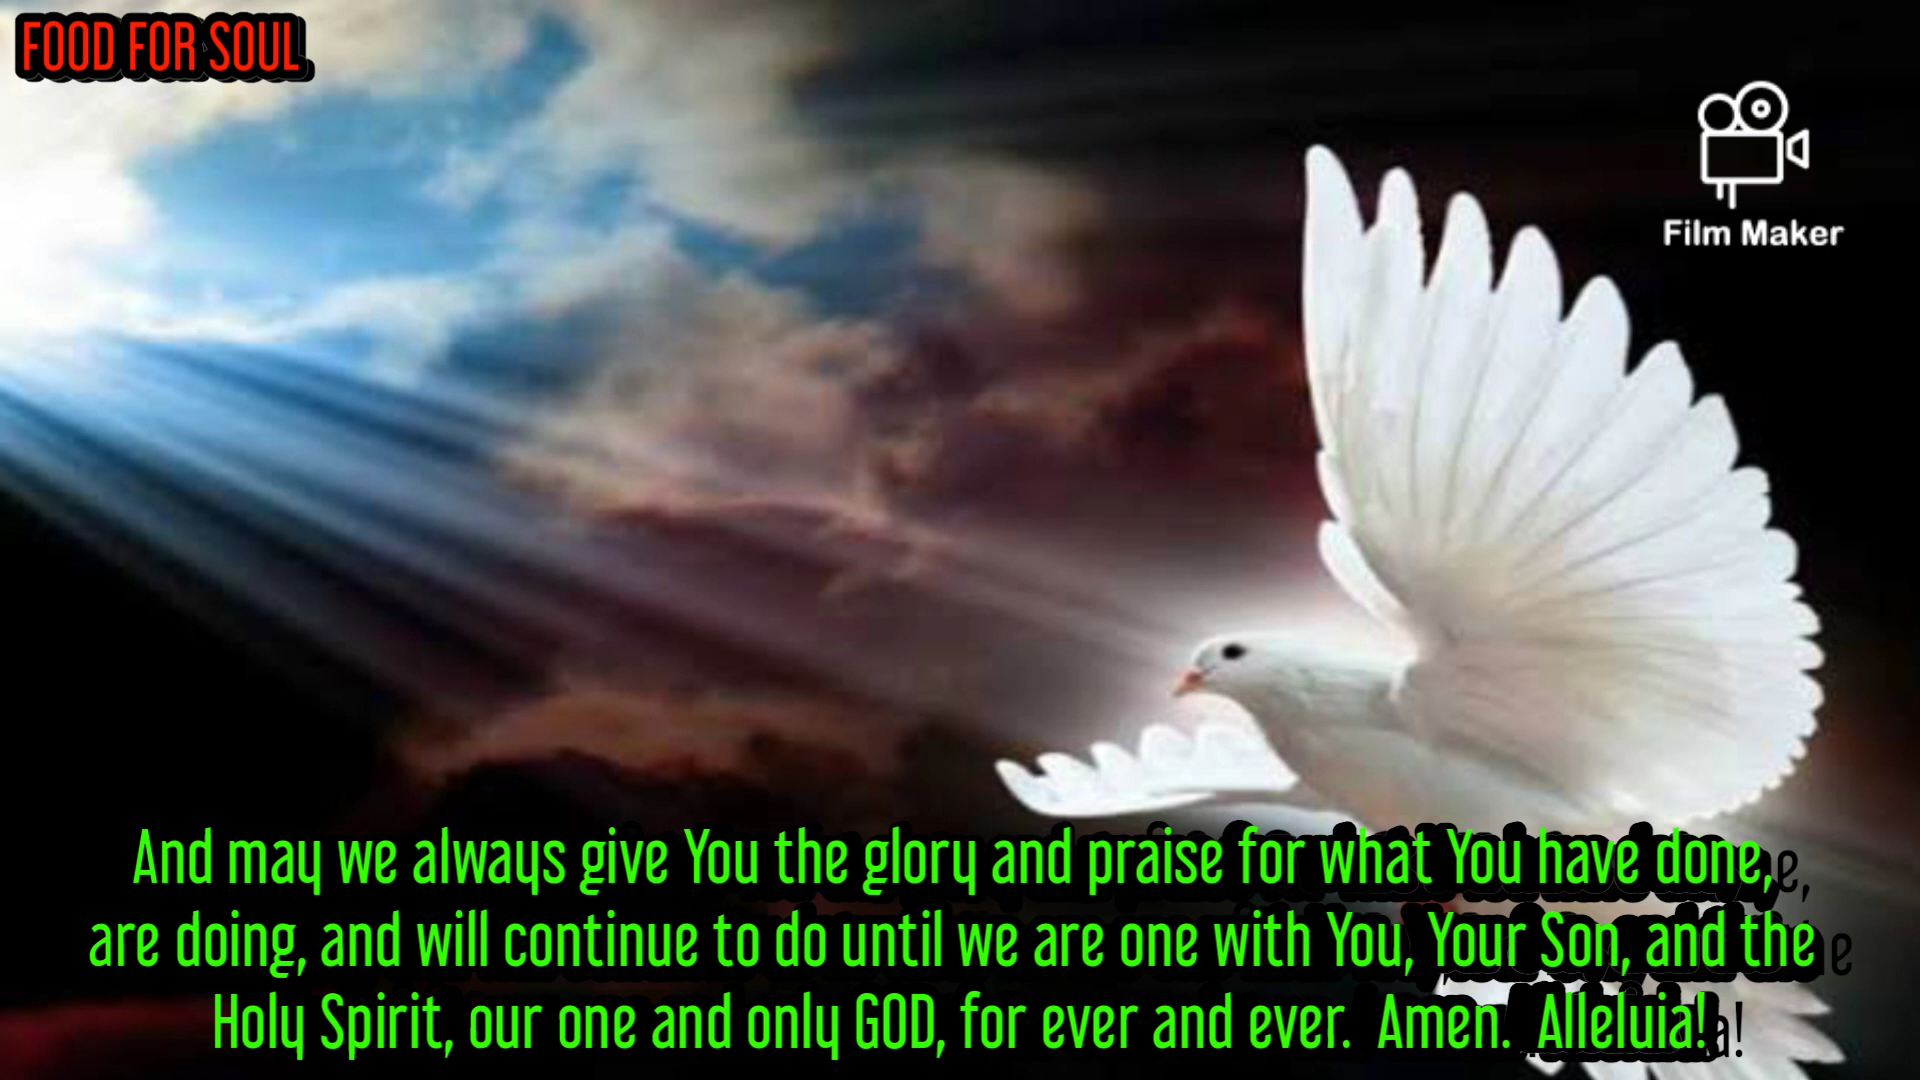 FOOD FOR SOUL
Film Maker
And may we always give You the glory and praise for what You have done,
are doing, and will continue to do until we are one with You, Your Son, and the
Holy Spirit, our one and only GOD, for ever and ever.  Amen.  Alleluia!